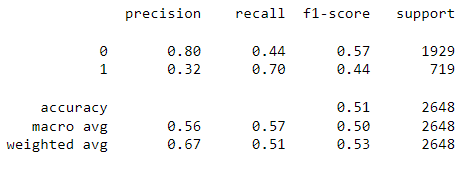 precision recall f1-score support
0 0.80 0.44 0.57 1929
1 0.32 0.70 0.44 719
accuracy 0.51 2648
macro avg 0.56 0.57 0.50 2648
weighted avg 0.67 0.51 0.53 2648